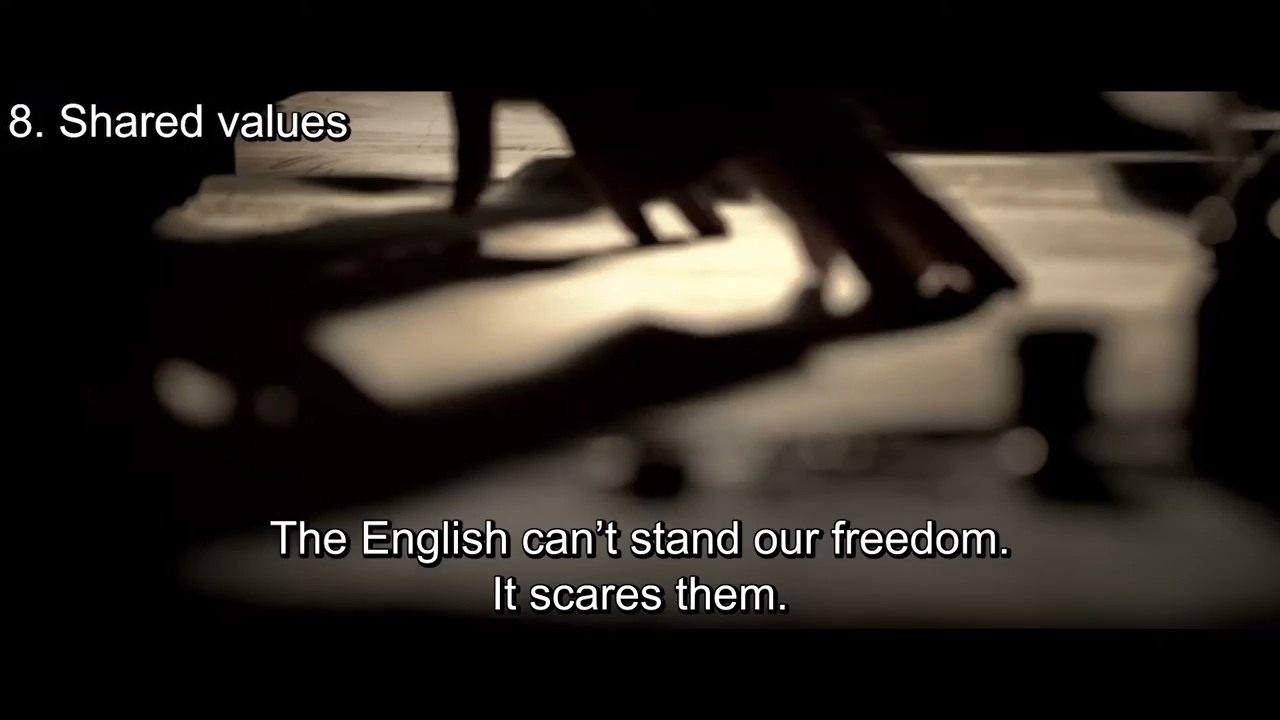 8. Shared values
The English can’t stand our freedom.
It scares them.